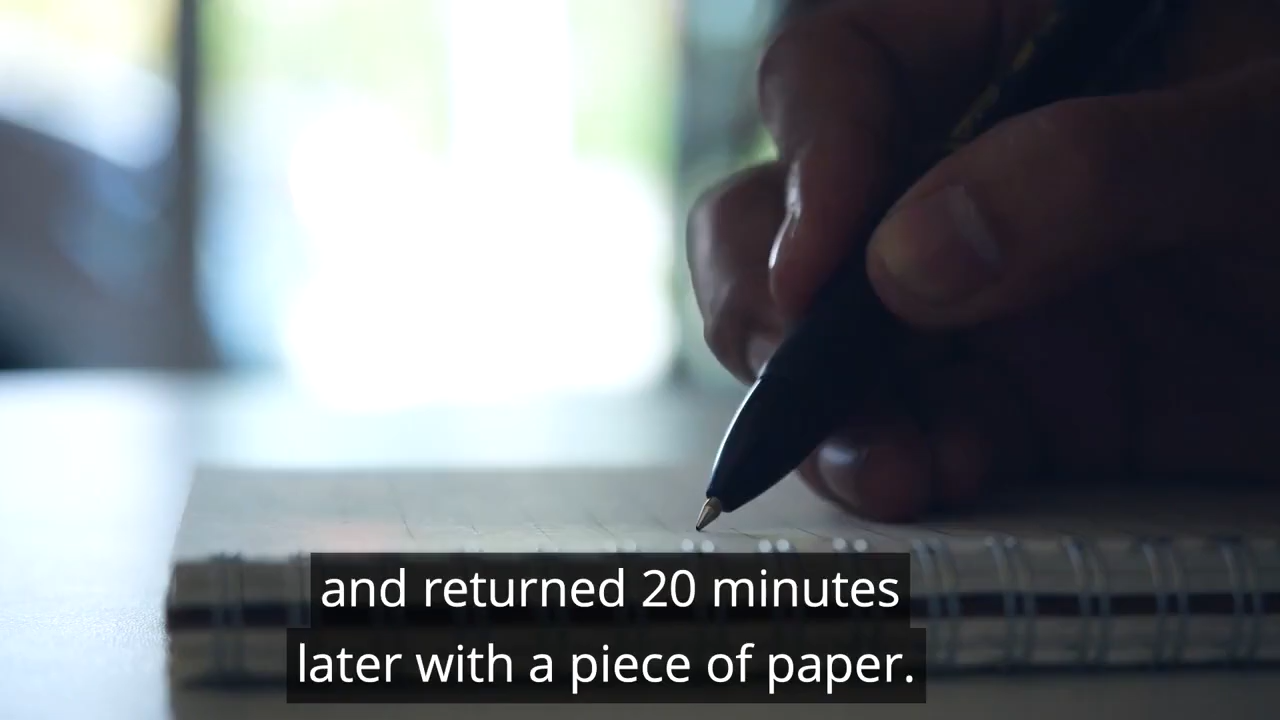 and returned 20 minutes
later with a piece of paper.